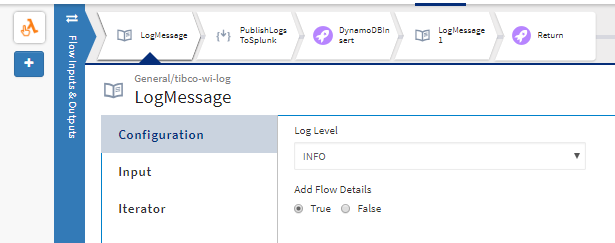 Flow Inputs & Outputs
LogMessage
PublishLogs
ToSplunk
DynamoDBIn
sert
LogMessage
1
Return
General/tibco-wi-log
LogMessage
Configuration
Input
Iterator
Log Level
INFO
Add Flow Details
True False